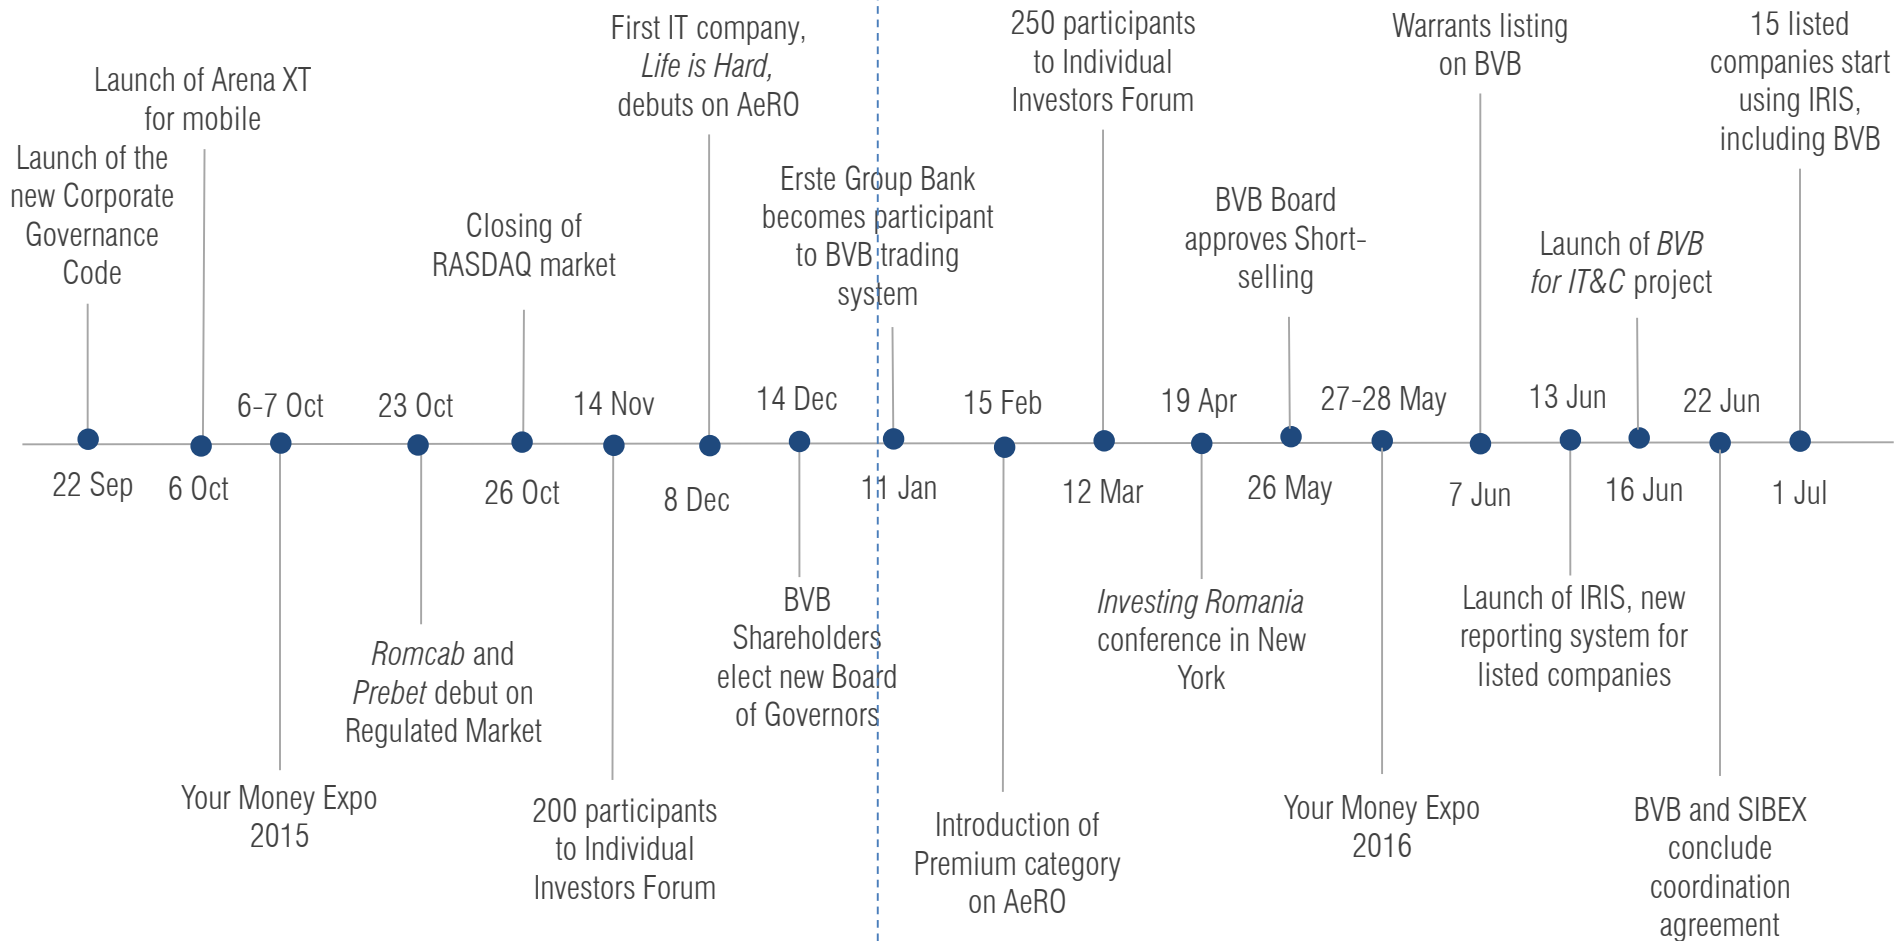 Launch of the
new Corporate
Governance
Code
22 Sep
Launch of Arena XT
for mobile
6 Oct
6-7 Oct
Your Money Expo
2015
23 Oct
Romcab and
Prebet debut on
Regulated Market
Closing of
RASDAQ market
26 Oct
14 Nov
200 participants
to Individual
Investors Forum
First IT company,
Life is Hard,
debuts on AeRO
8 Dec
14 Dec
BVB
Shareholders
elect new Board
of Governors
Erste Group Bank
becomes participant
to BVB trading
system
11 Jan
15 Feb
Introduction of
Premium category
on AeRO
250 participants
to Individual
Investors Forum
12 Mar
19 Apr
Investing Romania
conference in New
York
BVB Board
approves Short-
selling
26 May
27-28 May
Your Money Expo
2016
Warrants listing
on BVB
7 Jun
13 Jun
Launch of IRIS, new
reporting system for
listed companies
Launch of BVB
for IT&C project
16 Jun
22 Jun
BVB and SIBEX
conclude
coordination
agreement
15 listed
companies start
using IRIS,
including BVB
1 Jul